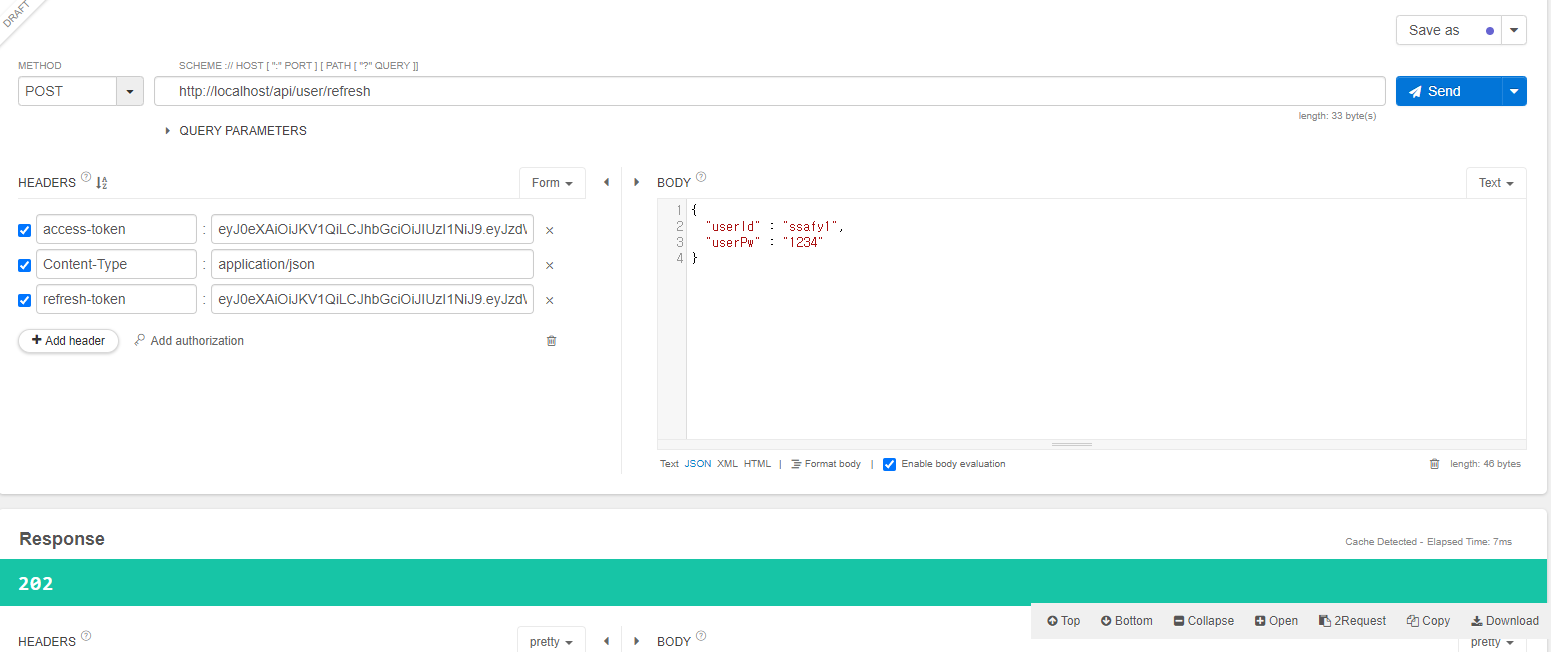 DRAFT
Save as
METHOD
SCHEME :// HOST [ ":" PORT ] [ PATH [ "?" QUERY ]]
POST
http://localhost/api/user/refresh
Send
length: 33 byte(s)
QUERY PARAMETERS
HEADERS ? Form
BODY ? Text
access-token : eyJ0eXAiOiJKV1QiLCJhbGciOiJIUzI1NiJ9.eyJzdW
Content-Type : application/json
refresh-token : eyJ0eXAiOiJKV1QiLCJhbGciOiJIUzI1NiJ9.eyJzdW
Add header Add authorization
1 {
2 "userId" : "ssafy1",
3 "userPw" : "1234"
4 }
Text JSON XML HTML | Format body | Enable body evaluation length: 46 bytes
Response
Cache Detected - Elapsed Time: 7ms
202
Top Bottom Collapse Open 2Request Copy Download
HEADERS ? pretty
BODY ? pretty